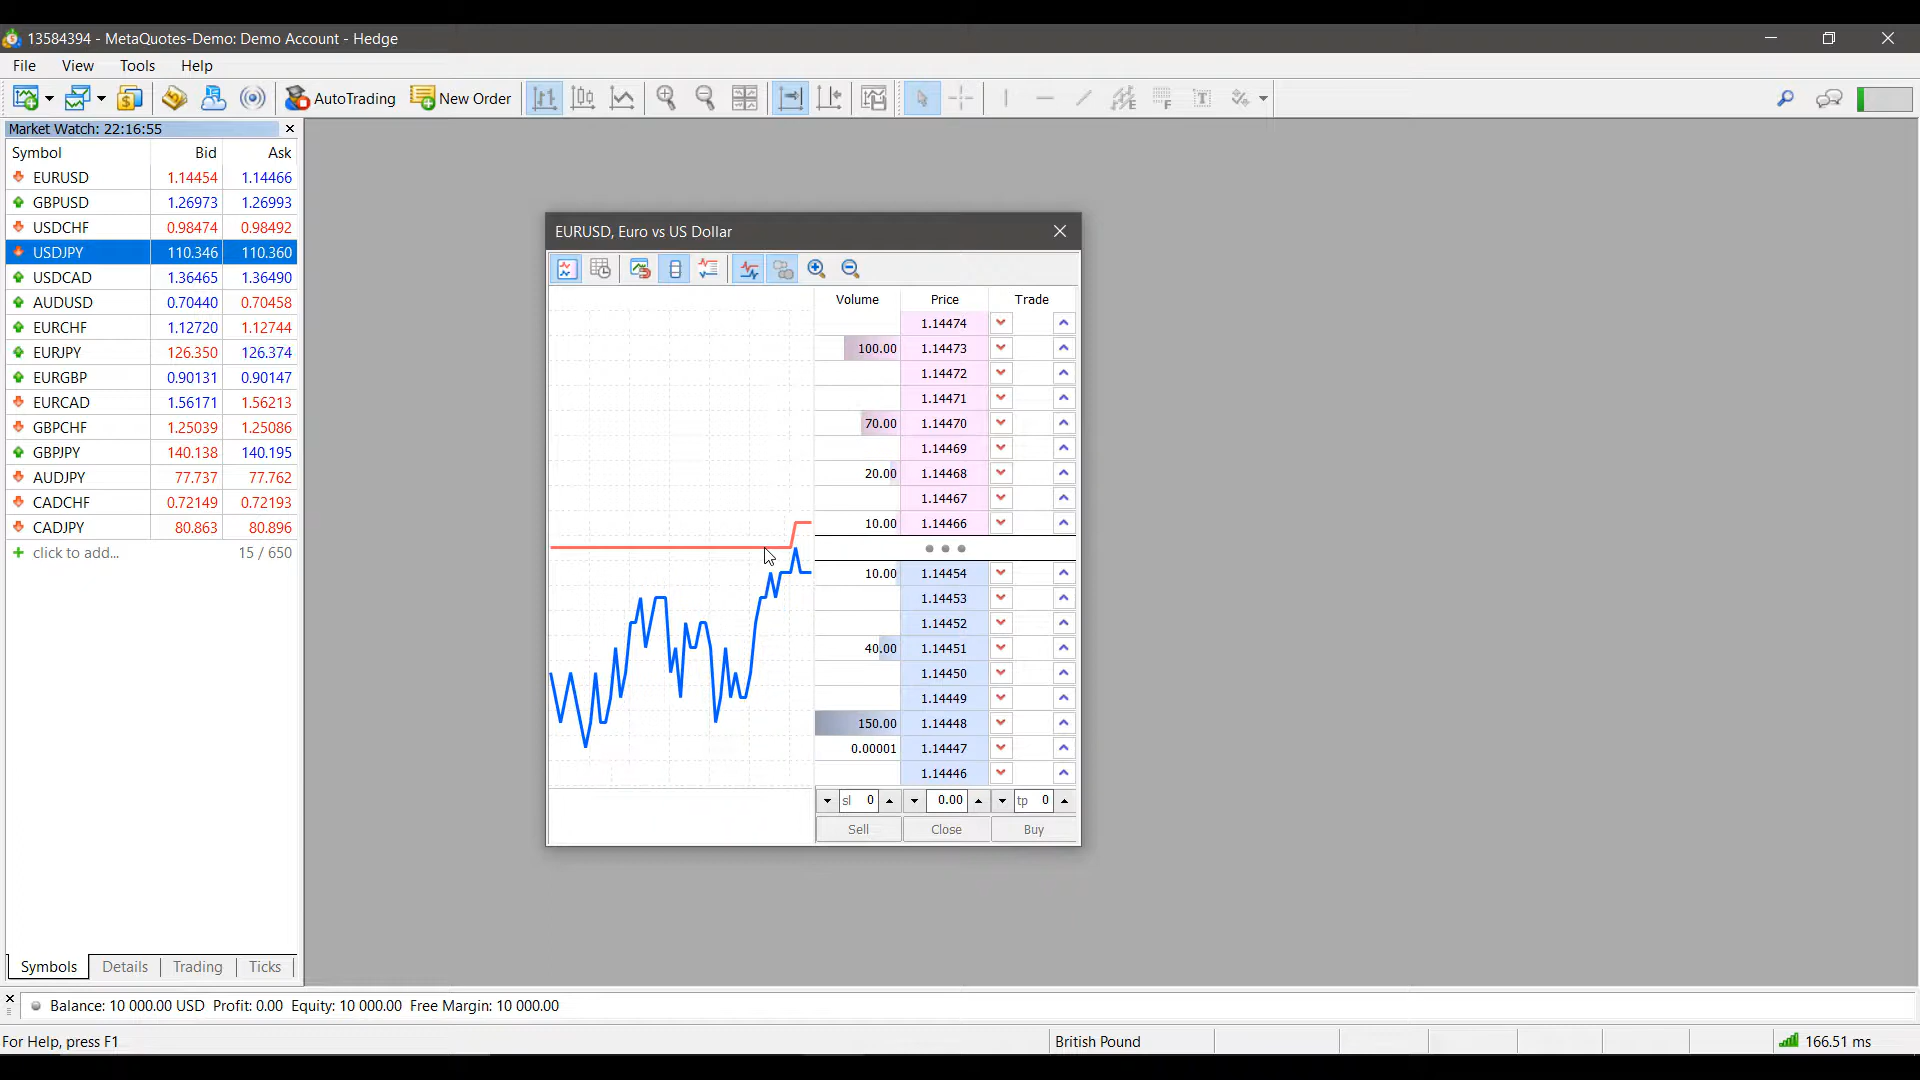 13584394 - MetaQuotes-Demo: Demo Account - Hedge
File View Tools Help
AutoTrading New Order
Market Watch: 22:16:55
Symbol Bid Ask
EURUSD 1.14454 1.14466
GBPUSD 1.26973 1.26993
USDCHF 0.98474 0.98492
USDJPY 110.346 110.360
USDCAD 1.36465 1.36490
AUDUSD 0.70440 0.70458
EURCHF 1.12720 1.12744
EURJPY 126.350 126.374
EURGBP 0.90131 0.90147
EURCAD 1.56171 1.56213
GBPCHF 1.25039 1.25086
GBPJPY 140.138 140.195
AUDJPY 77.737 77.762
CADCHF 0.72149 0.72193
CADJPY 80.863 80.896
click to add... 15 / 650
Symbols Details Trading Ticks
EURUSD, Euro vs US Dollar
Volume Price Trade
1.14474
100.00 1.14473
1.14472
1.14471
70.00 1.14470
1.14469
20.00 1.14468
1.14467
10.00 1.14466
10.00 1.14454
1.14453
1.14452
40.00 1.14451
1.14450
1.14449
150.00 1.14448
0.00001 1.14447
1.14446
sl 0 0.00 tp 0
Sell Close Buy
Balance: 10 000.00 USD Profit: 0.00 Equity: 10 000.00 Free Margin: 10 000.00
For Help, press F1 British Pound 166.51 ms